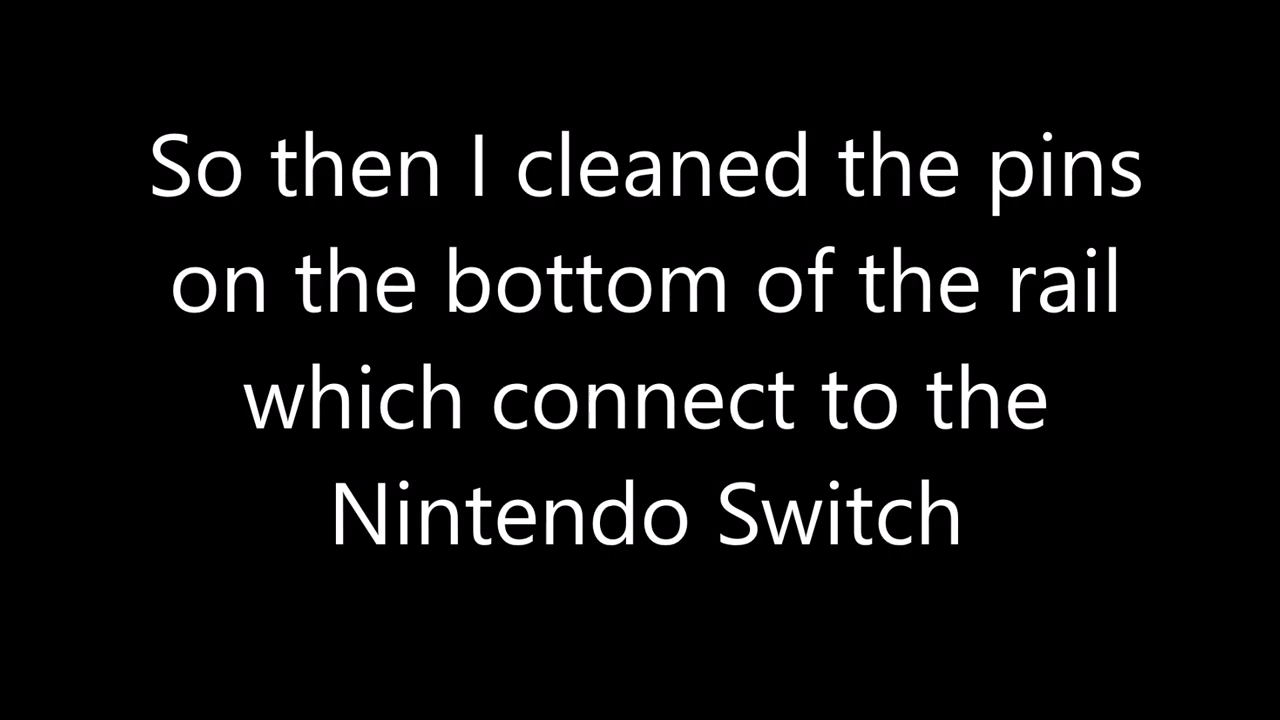 So then I cleaned the pins
on the bottom of the rail
which connect to the
Nintendo Switch